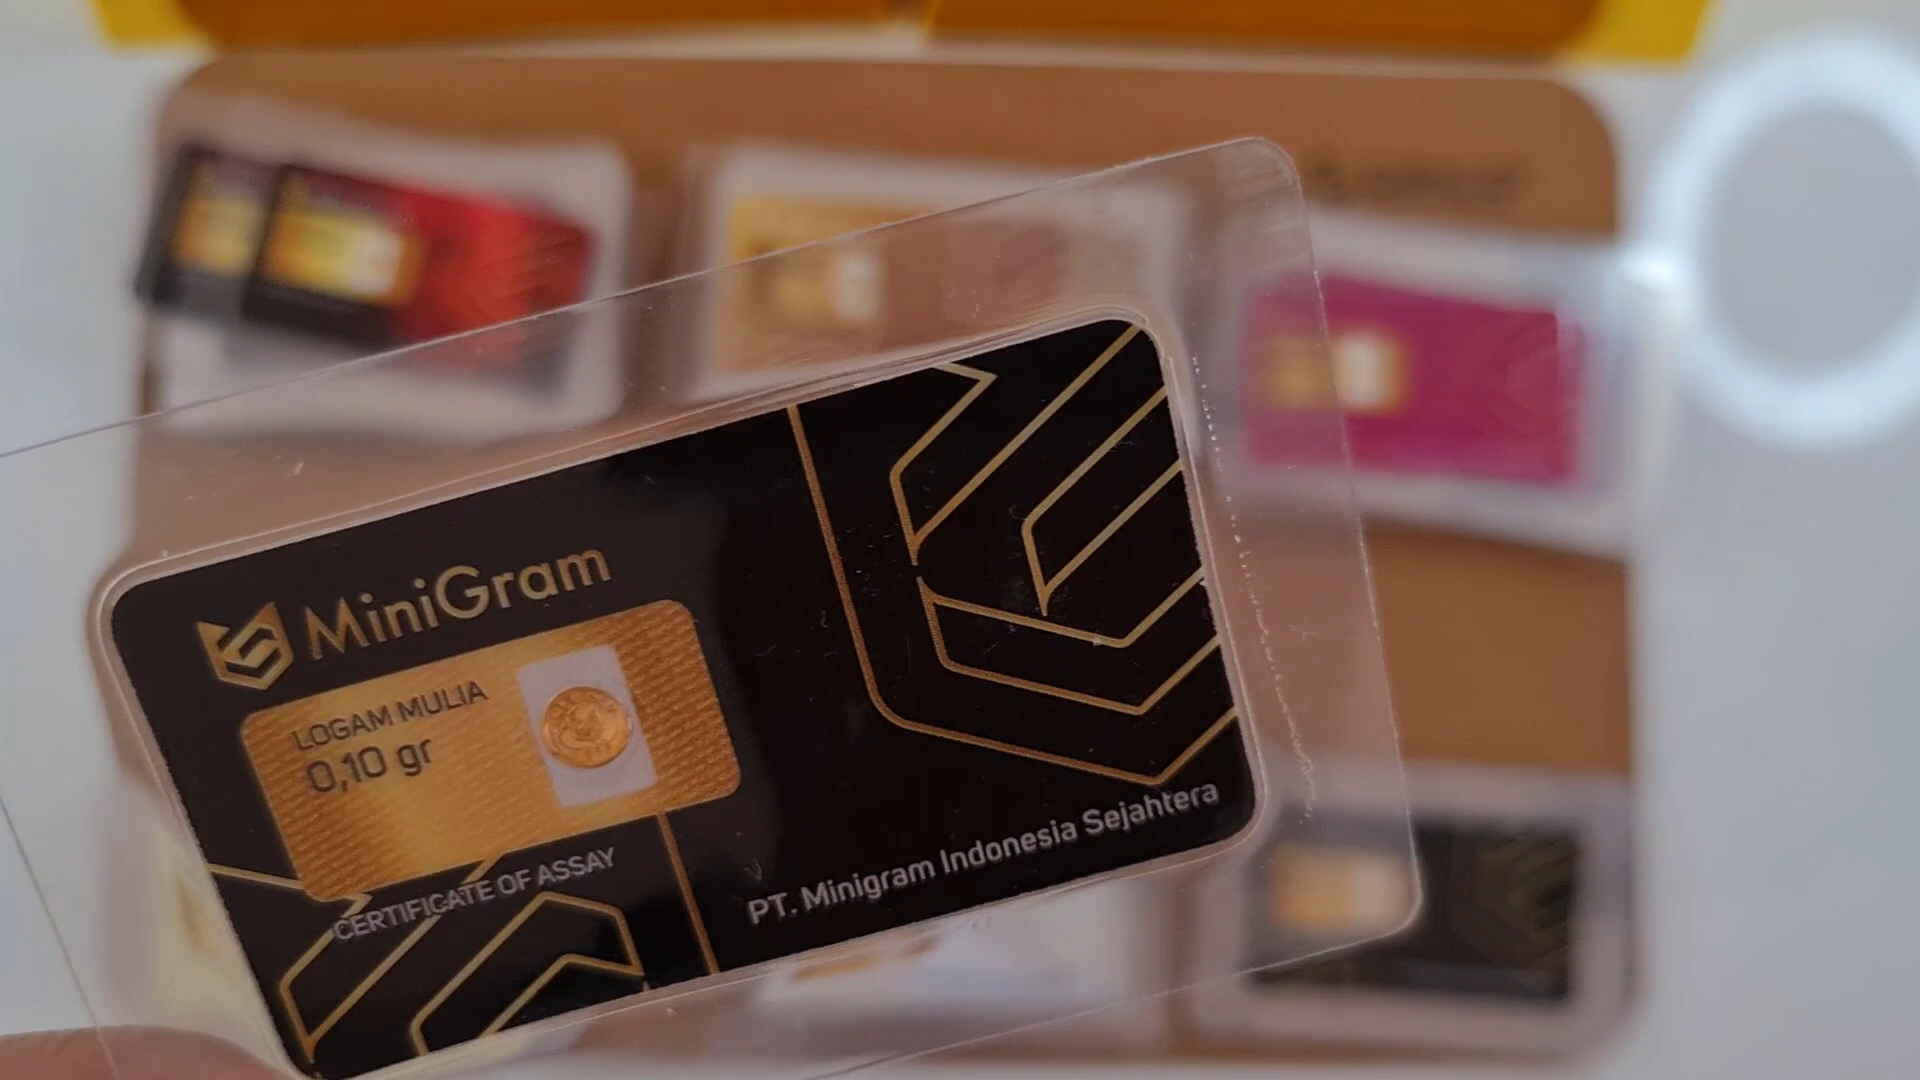 MiniGram
LOGAM MULIA
0,10 gr
CERTIFICATE OF ASSAY
PT. Minigram Indonesia Sejahtera